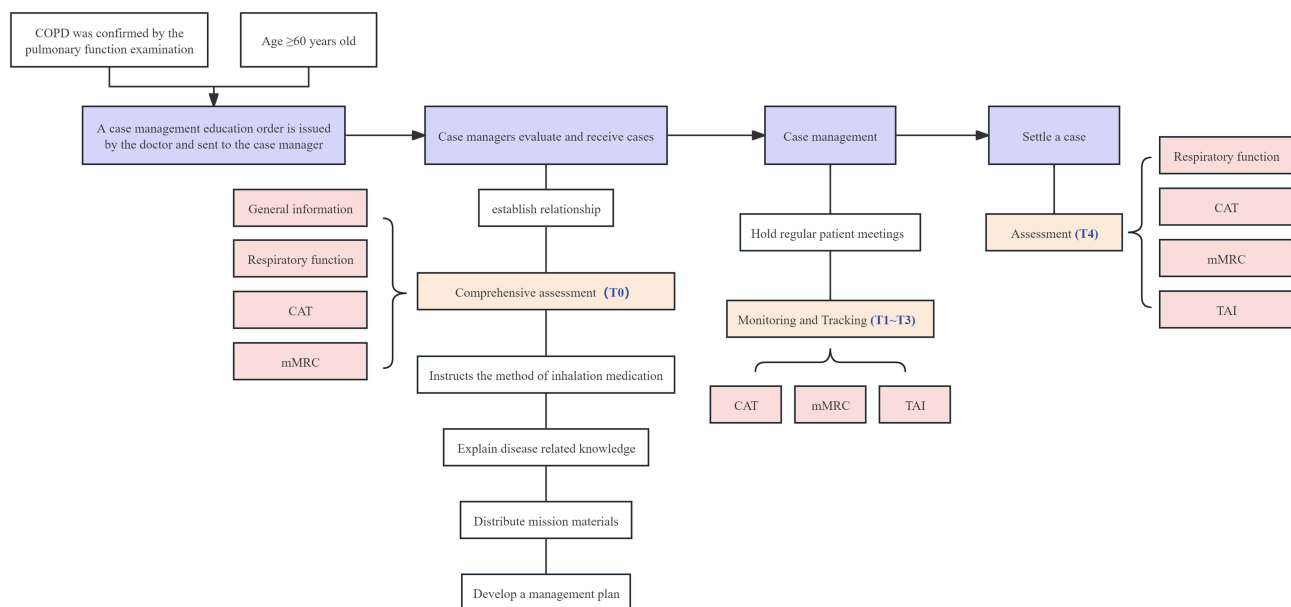 COPD was confirmed by the
pulmonary function examination
Age ≥60 years old
A case management education order is issued
by the doctor and sent to the case manager
Case managers evaluate and receive cases
Case management
Settle a case
General information
Respiratory function
CAT
mMRC
establish relationship
Comprehensive assessment (T0)
Instructs the method of inhalation medication
Explain disease related knowledge
Distribute mission materials
Develop a management plan
Hold regular patient meetings
Monitoring and Tracking (T1~T3)
CAT
mMRC
TAI
Assessment (T4)
Respiratory function
CAT
mMRC
TAI